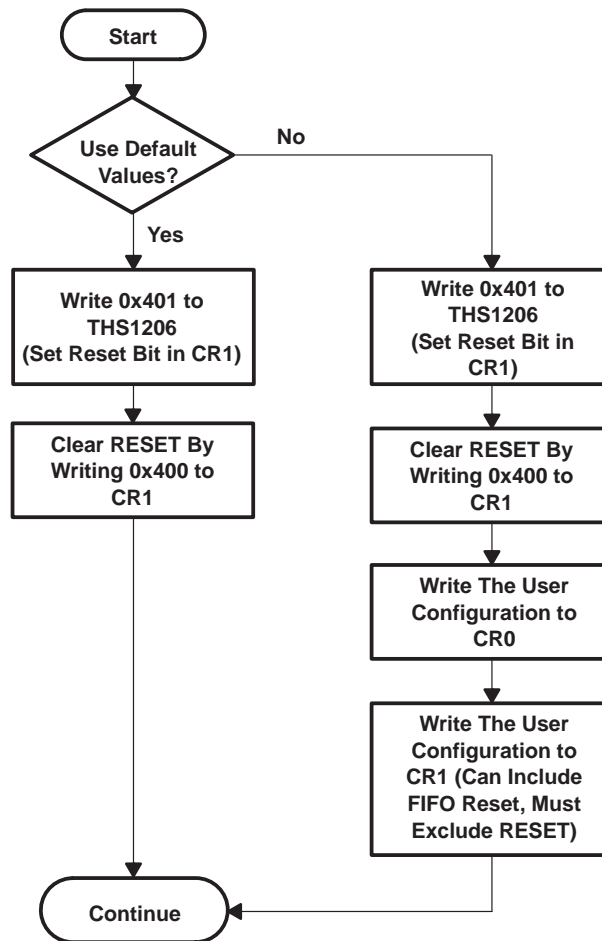 Start
Use Default
Values?
No
Yes
Write 0x401 to
THS1206
(Set Reset Bit in CR1)
Clear RESET By
Writing 0x400 to
CR1
Write 0x401 to
THS1206
(Set Reset Bit in
CR1)
Clear RESET By
Writing 0x400 to
CR1
Write The User
Configuration to
CR0
Write The User
Configuration to
CR1 (Can Include
FIFO Reset, Must
Exclude RESET)
Continue